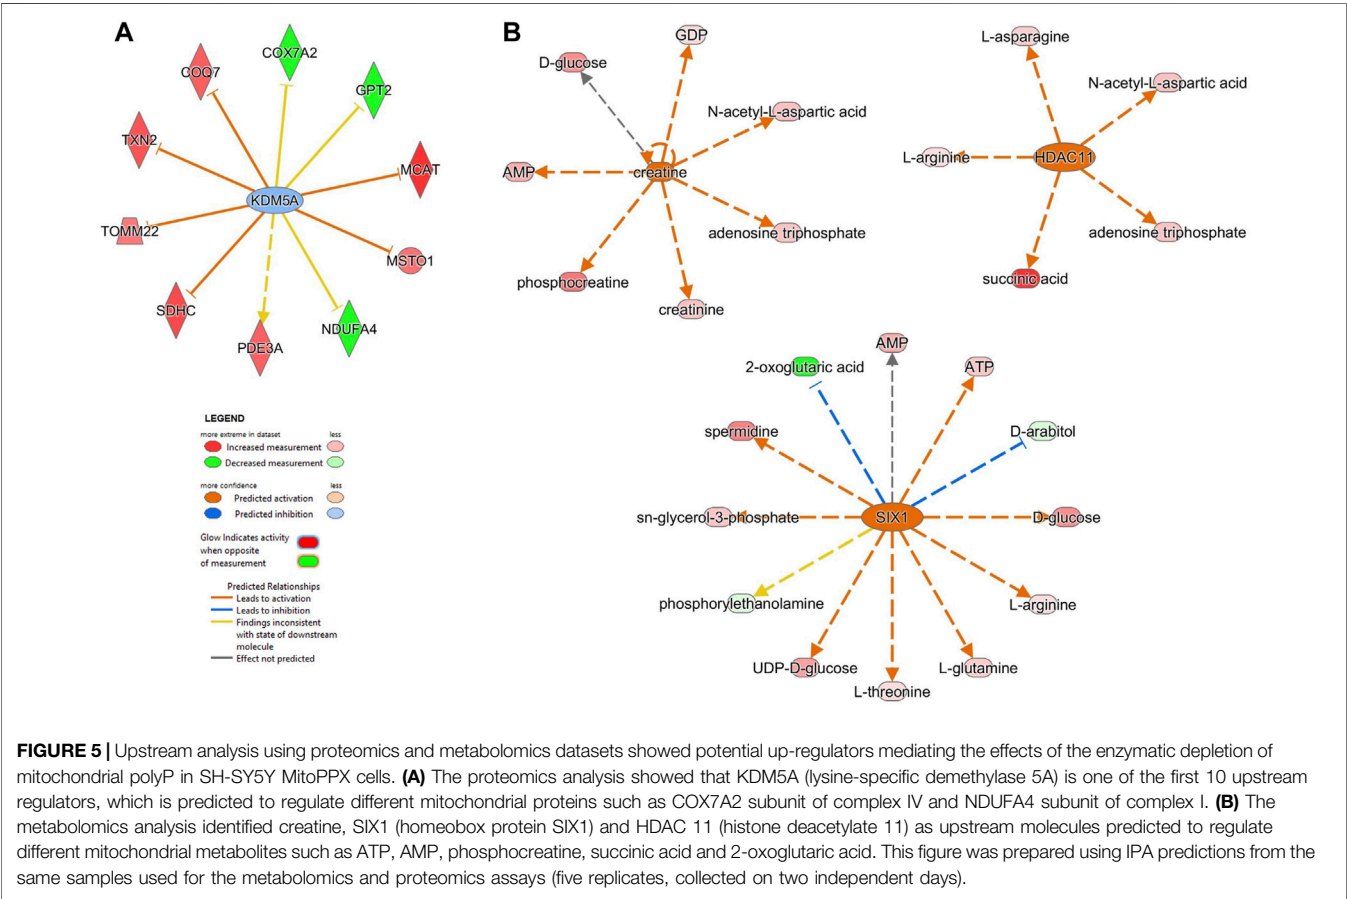 A
COX7A2
COQ7
GPT2
TXN2
MCAT
KDM5A
TOMM22
MSTO1
SDHC
NDUFA4
PDE3A
LEGEND
more extreme in dataset less
Increased measurement
Decreased measurement
more confidence less
Predicted activation
Predicted inhibition
Glow Indicates activity
when opposite
of measurement
Predicted Relationships
Leads to activation
Leads to inhibition
Findings inconsistent
with state of downstream
molecule
Effect not predicted
B
GDP
D-glucose
N-acetyl-L-aspartic acid
AMP
creatine
adenosine triphosphate
phosphocreatine
creatinine
L-asparagine
N-acetyl-L-aspartic acid
L-arginine
HDAC11
adenosine triphosphate
succinic acid
AMP
2-oxoglutaric acid
ATP
spermidine
D-arabitol
sn-glycerol-3-phosphate
SIX1
D-glucose
phosphorylethanolamine
L-arginine
UDP-D-glucose
L-glutamine
L-threonine
FIGURE 5 | Upstream analysis using proteomics and metabolomics datasets showed potential up-regulators mediating the effects of the enzymatic depletion of
mitochondrial polyP in SH-SY5Y MitoPPX cells. (A) The proteomics analysis showed that KDM5A (lysine-specific demethylase 5A) is one of the first 10 upstream
regulators, which is predicted to regulate different mitochondrial proteins such as COX7A2 subunit of complex IV and NDUFA4 subunit of complex I. (B) The
metabolomics analysis identified creatine, SIX1 (homeobox protein SIX1) and HDAC 11 (histone deacetylate 11) as upstream molecules predicted to regulate
different mitochondrial metabolites such as ATP, AMP, phosphocreatine, succinic acid and 2-oxoglutaric acid. This figure was prepared using IPA predictions from the
same samples used for the metabolomics and proteomics assays (five replicates, collected on two independent days).